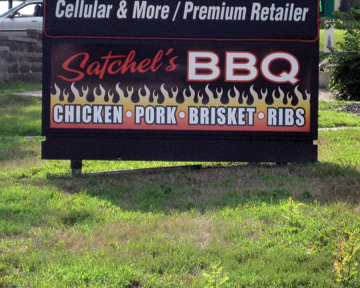 Cellular & More / Premium Retailer
Satchel's BBQ
CHICKEN • PORK • BRISKET • RIBS